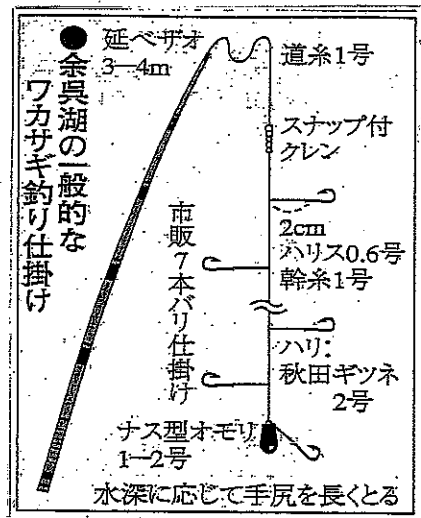 ●余呉湖の一般的な
ワカサギ釣り仕掛け
延べザオ
3—4m
道糸1号
スナップ付
クレン
2cm
ハリス0.6号
幹糸1号
市販7本バリ仕掛け
ハリ:
秋田ギツネ
2号
ナス型オモリ
1—2号
水深に応じて手尻を長くとる